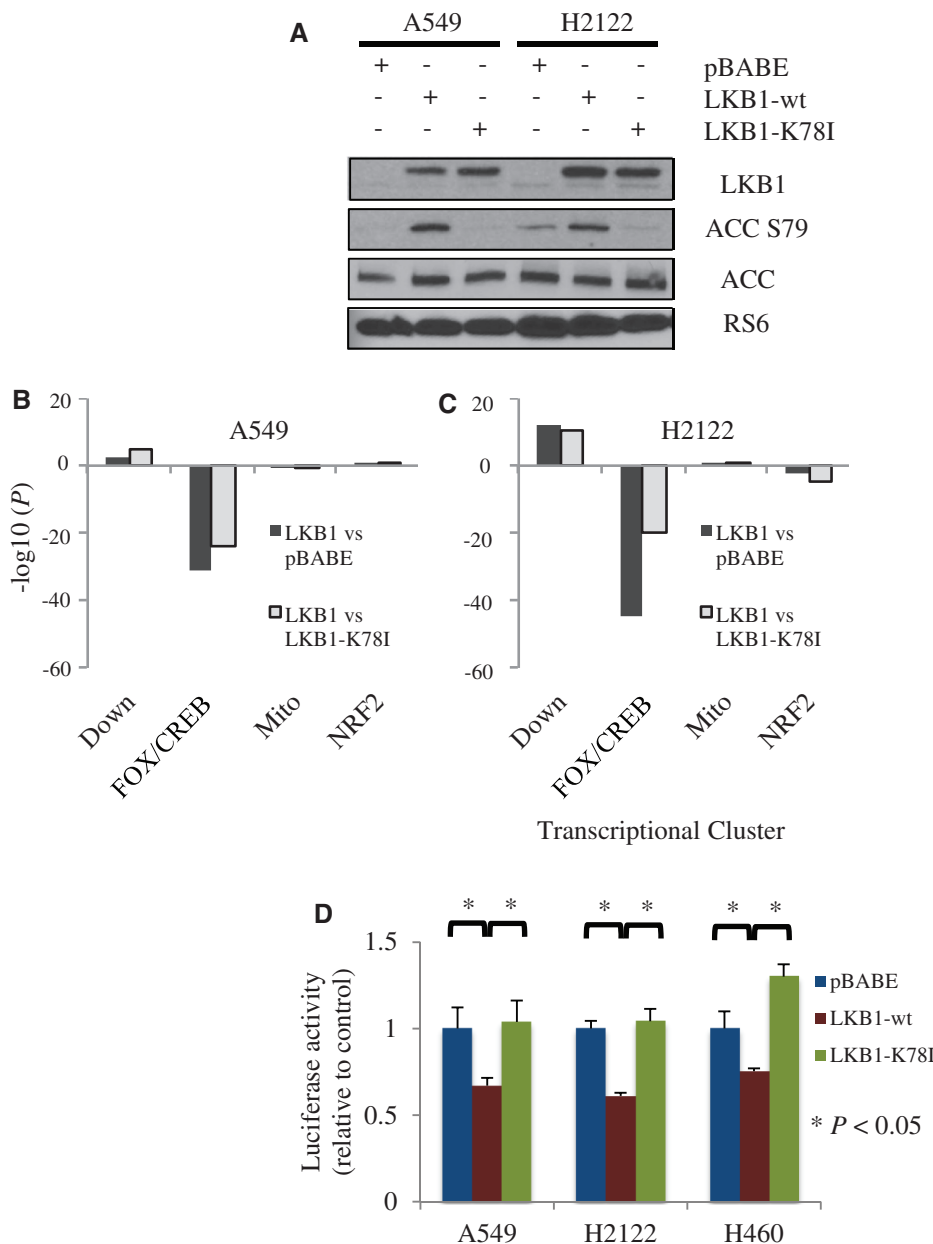 A
A549 H2122
+ - - + - - pBABE
- + - - + - LKB1-wt
- - + - - + LKB1-K78I
LKB1
ACC S79
ACC
RS6
B
A549
-log10 (P)
20
0
-20
-40
-60
LKB1 vs
pBABE
LKB1 vs
LKB1-K78I
Down
FOX/CREB
Mito
NRF2
C
H2122
20
0
-20
-40
-60
LKB1 vs
pBABE
LKB1 vs
LKB1-K78I
Down
FOX/CREB
Mito
NRF2
Transcriptional Cluster
D
* * * * * *
Luciferase activity
(relative to control)
1.5
1
0.5
0
pBABE
LKB1-wt
LKB1-K78I
* P < 0.05
A549 H2122 H460